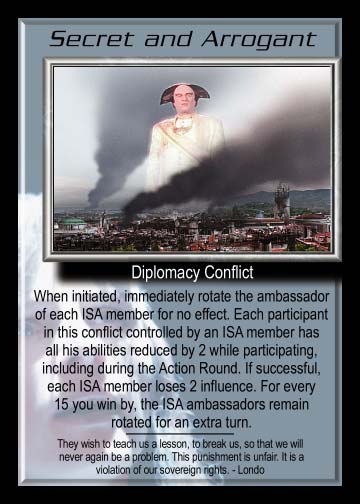 Secret and Arrogant
Diplomacy Conflict
When initiated, immediately rotate the ambassador
of each ISA member for no effect. Each participant
in this conflict controlled by an ISA member has
all his abilities reduced by 2 while participating,
including during the Action Round. If successful,
each ISA member loses 2 influence. For every
15 you win by, the ISA ambassadors remain
rotated for an extra turn.
They wish to teach us a lesson, to break us, so that we will
never again be a problem. This punishment is unfair. It is a
violation of our sovereign rights. - Londo